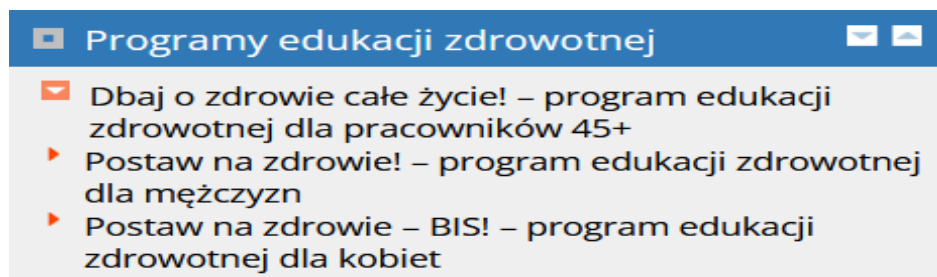 Programy edukacji zdrowotnej
Dbaj o zdrowie całe życie! – program edukacji
zdrowotnej dla pracowników 45+
Postaw na zdrowie! – program edukacji zdrowotnej
dla mężczyzn
Postaw na zdrowie – BIS! – program edukacji
zdrowotnej dla kobiet